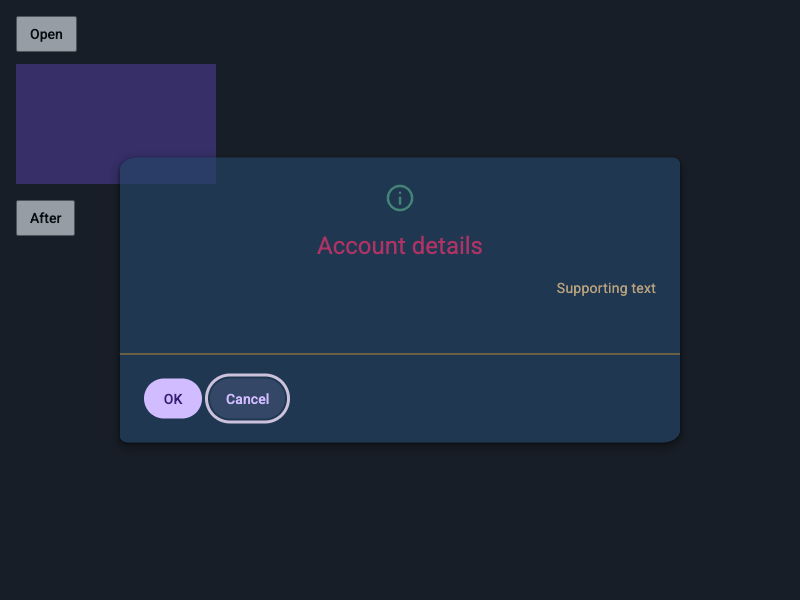 Open
After
Account details
Supporting text
OK
Cancel